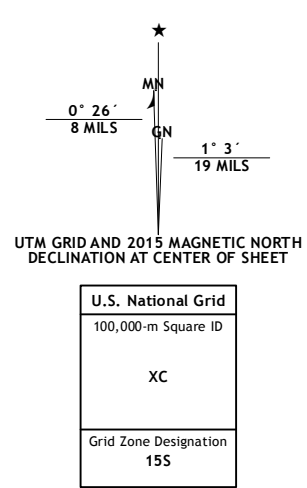 ★
MN
0° 26´
8 MILS
GN
1° 3´
19 MILS
UTM GRID AND 2015 MAGNETIC NORTH
DECLINATION AT CENTER OF SHEET
U.S. National Grid
100,000-m Square ID
XC
Grid Zone Designation
15S